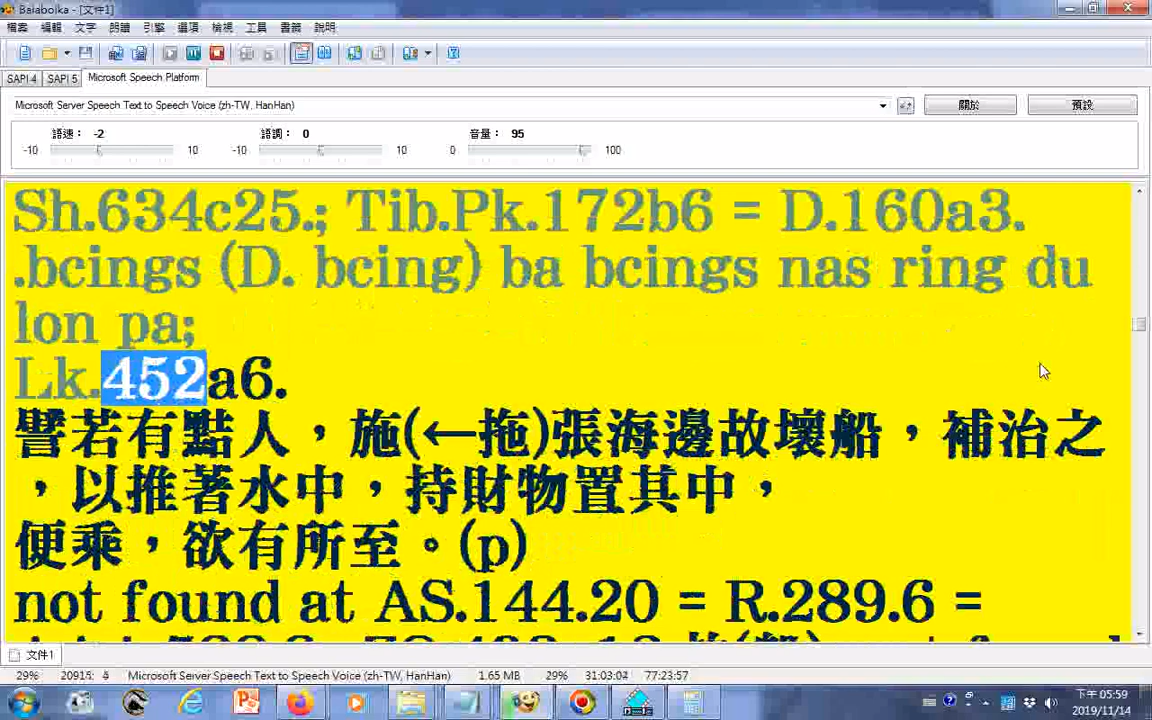 Balabolka - [文件1]
檔案 編輯 文字 朗讀 引擎 選項 檢視 工具 書籤 說明
SAPI 4 SAPI 5 Microsoft Speech Platform
Microsoft Server Speech Text to Speech Voice (zh-TW, HanHan) 關於 預設
語速： -2 語調： 0 音量： 95
-10 10 -10 10 0 100
Sh.634c25.; Tib.Pk.172b6 = D.160a3.
.bcings (D. bcing) ba bcings nas ring du
lon pa;
Lk.452a6.
譬若有黠人，施(←拖)張海邊故壞船，補治之
，以推著水中，持財物置其中，
便乘，欲有所至。(p)
not found at AS.144.20 = R.289.6 =
文件1
29% Microsoft Server Speech Text to Speech Voice (zh-TW, HanHan) 1.65 MB 29% 31:03:04 77:23:57
下午 05:59
2019/11/14